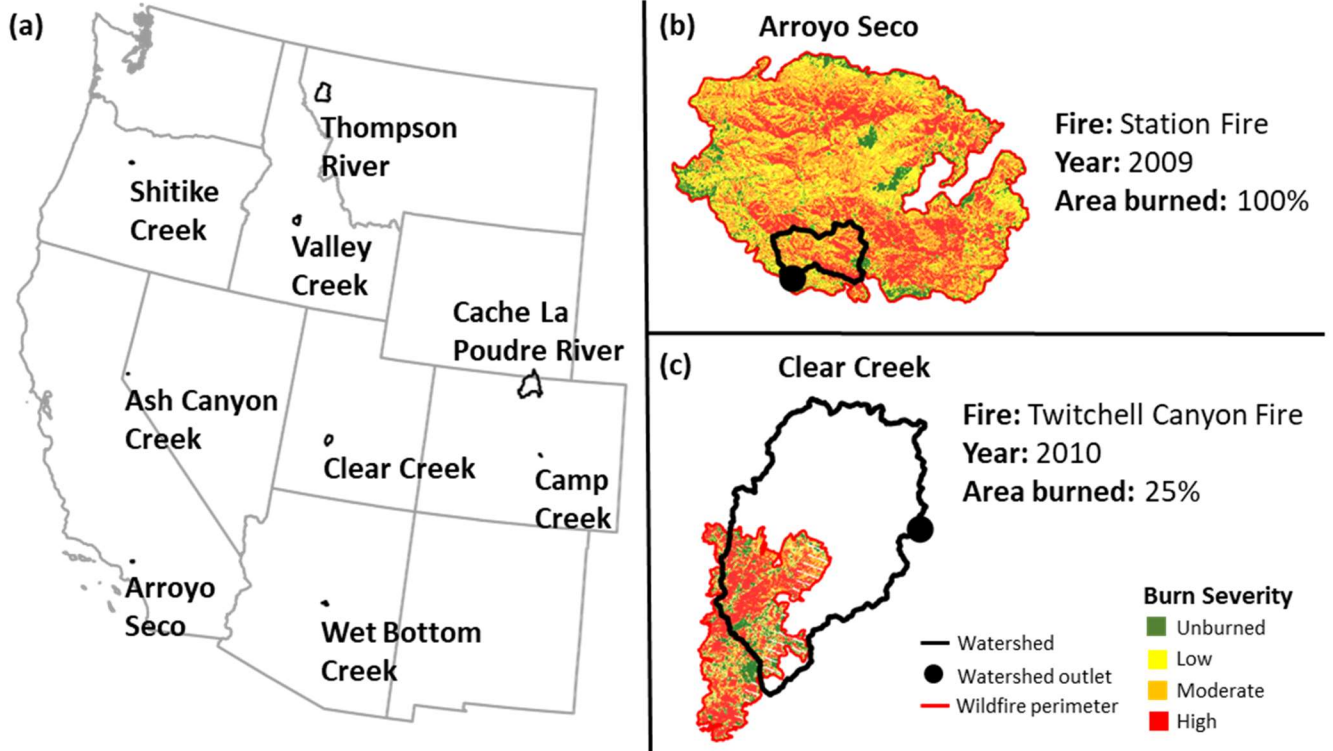 (a)
Thompson
River
Shitike
Creek
Valley
Creek
Cache La
Poudre River
Ash Canyon
Creek
Clear Creek
Camp
Creek
Arroyo
Seco
Wet Bottom
Creek
(b)
Arroyo Seco
Fire: Station Fire
Year: 2009
Area burned: 100%
(c)
Clear Creek
Fire: Twitchell Canyon Fire
Year: 2010
Area burned: 25%
Watershed
Watershed outlet
Wildfire perimeter
Burn Severity
Unburned
Low
Moderate
High